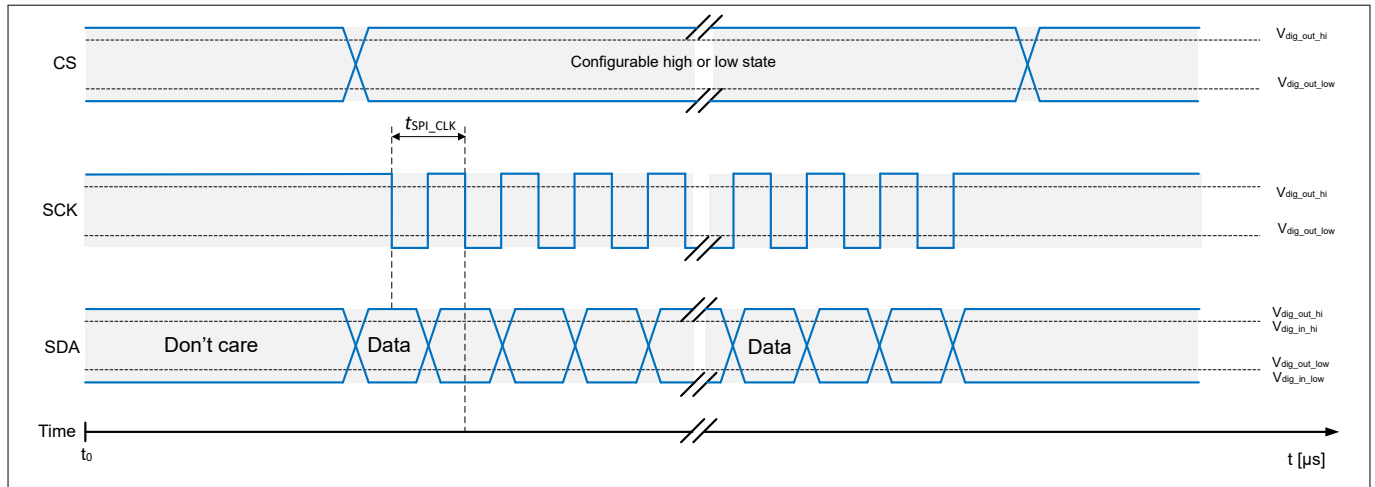 Vdig_out_hi
CS
Configurable high or low state
Vdig_out_low
tSPI_CLK
Vdig_out_hi
SCK
Vdig_out_low
Vdig_out_hi
Vdig_in_hi
SDA
Don't care
Data
Data
Vdig_out_low
Vdig_in_low
Time
t0
t [µs]